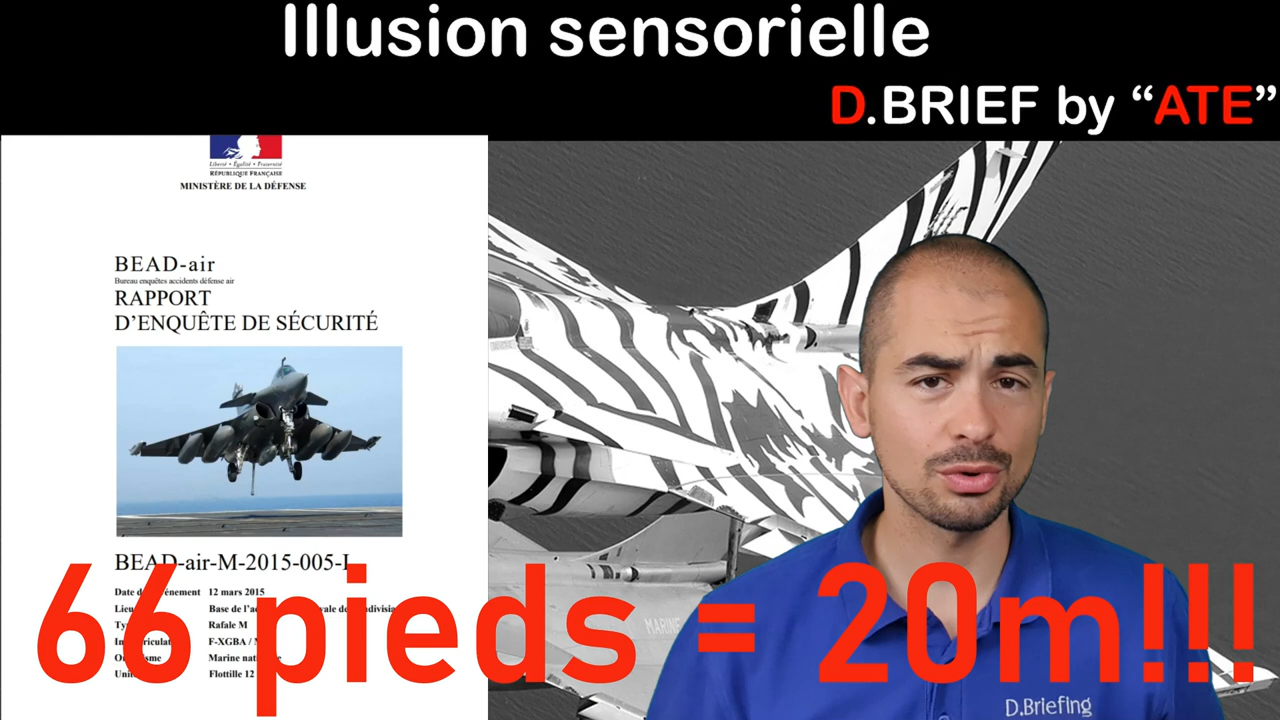 Illusion sensorielle
D.BRIEF by “ATE”
Liberté • Égalité • Fraternité
RÉPUBLIQUE FRANÇAISE
MINISTÈRE DE LA DÉFENSE
BEAD-air
Bureau enquêtes accidents défense air
RAPPORT
D’ENQUÊTE DE SÉCURITÉ
BEAD-air-M-2015-005-I
66 pieds = 20m!!!
12 mars 2015
Rafale M
F-XGBA /
Flottille 12
MARINE
D.Briefing